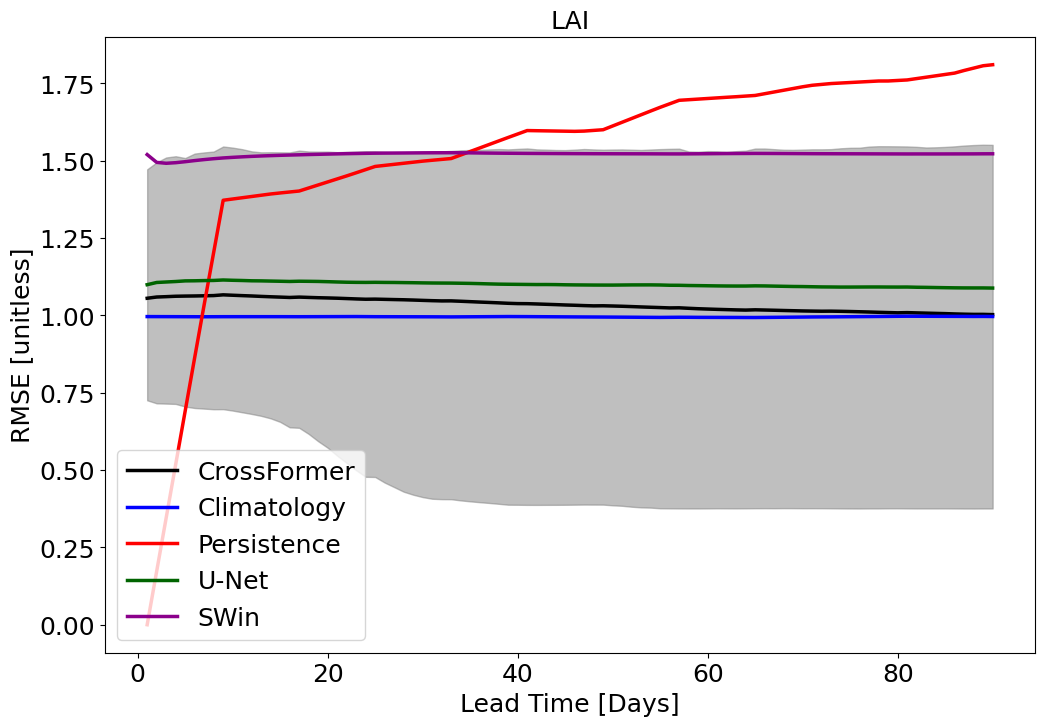 LAI
RMSE [unitless]
1.75
1.50
1.25
1.00
0.75
0.50
0.25
0.00
CrossFormer
Climatology
Persistence
U-Net
SWin
0 20 40 60 80
Lead Time [Days]